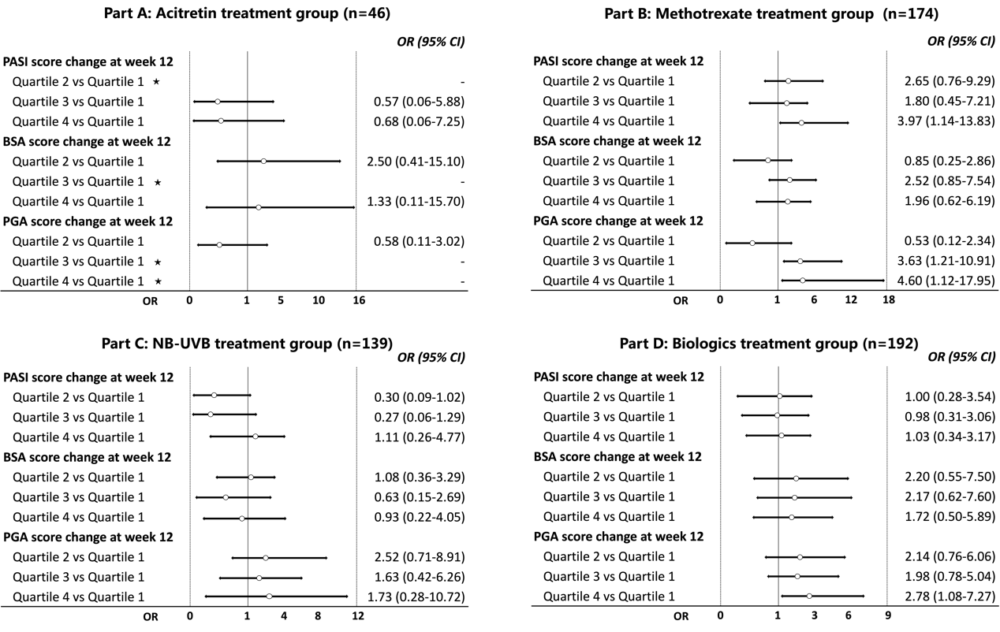 Part A: Acitretin treatment group (n=46)
OR (95% CI)
PASI score change at week 12
Quartile 2 vs Quartile 1 ★ -
Quartile 3 vs Quartile 1 0.57 (0.06-5.88)
Quartile 4 vs Quartile 1 0.68 (0.06-7.25)
BSA score change at week 12
Quartile 2 vs Quartile 1 2.50 (0.41-15.10)
Quartile 3 vs Quartile 1 ★ -
Quartile 4 vs Quartile 1 1.33 (0.11-15.70)
PGA score change at week 12
Quartile 2 vs Quartile 1 0.58 (0.11-3.02)
Quartile 3 vs Quartile 1 ★ -
Quartile 4 vs Quartile 1 ★ -
OR 0 1 5 10 16
Part B: Methotrexate treatment group (n=174)
OR (95% CI)
PASI score change at week 12
Quartile 2 vs Quartile 1 2.65 (0.76-9.29)
Quartile 3 vs Quartile 1 1.80 (0.45-7.21)
Quartile 4 vs Quartile 1 3.97 (1.14-13.83)
BSA score change at week 12
Quartile 2 vs Quartile 1 0.85 (0.25-2.86)
Quartile 3 vs Quartile 1 2.52 (0.85-7.54)
Quartile 4 vs Quartile 1 1.96 (0.62-6.19)
PGA score change at week 12
Quartile 2 vs Quartile 1 0.53 (0.12-2.34)
Quartile 3 vs Quartile 1 3.63 (1.21-10.91)
Quartile 4 vs Quartile 1 4.60 (1.12-17.95)
OR 0 1 6 12 18
Part C: NB-UVB treatment group (n=139)
OR (95% CI)
PASI score change at week 12
Quartile 2 vs Quartile 1 0.30 (0.09-1.02)
Quartile 3 vs Quartile 1 0.27 (0.06-1.29)
Quartile 4 vs Quartile 1 1.11 (0.26-4.77)
BSA score change at week 12
Quartile 2 vs Quartile 1 1.08 (0.36-3.29)
Quartile 3 vs Quartile 1 0.63 (0.15-2.69)
Quartile 4 vs Quartile 1 0.93 (0.22-4.05)
PGA score change at week 12
Quartile 2 vs Quartile 1 2.52 (0.71-8.91)
Quartile 3 vs Quartile 1 1.63 (0.42-6.26)
Quartile 4 vs Quartile 1 1.73 (0.28-10.72)
OR 0 1 4 8 12
Part D: Biologics treatment group (n=192)
OR (95% CI)
PASI score change at week 12
Quartile 2 vs Quartile 1 1.00 (0.28-3.54)
Quartile 3 vs Quartile 1 0.98 (0.31-3.06)
Quartile 4 vs Quartile 1 1.03 (0.34-3.17)
BSA score change at week 12
Quartile 2 vs Quartile 1 2.20 (0.55-7.50)
Quartile 3 vs Quartile 1 2.17 (0.62-7.60)
Quartile 4 vs Quartile 1 1.72 (0.50-5.89)
PGA score change at week 12
Quartile 2 vs Quartile 1 2.14 (0.76-6.06)
Quartile 3 vs Quartile 1 1.98 (0.78-5.04)
Quartile 4 vs Quartile 1 2.78 (1.08-7.27)
OR 0 1 3 6 9